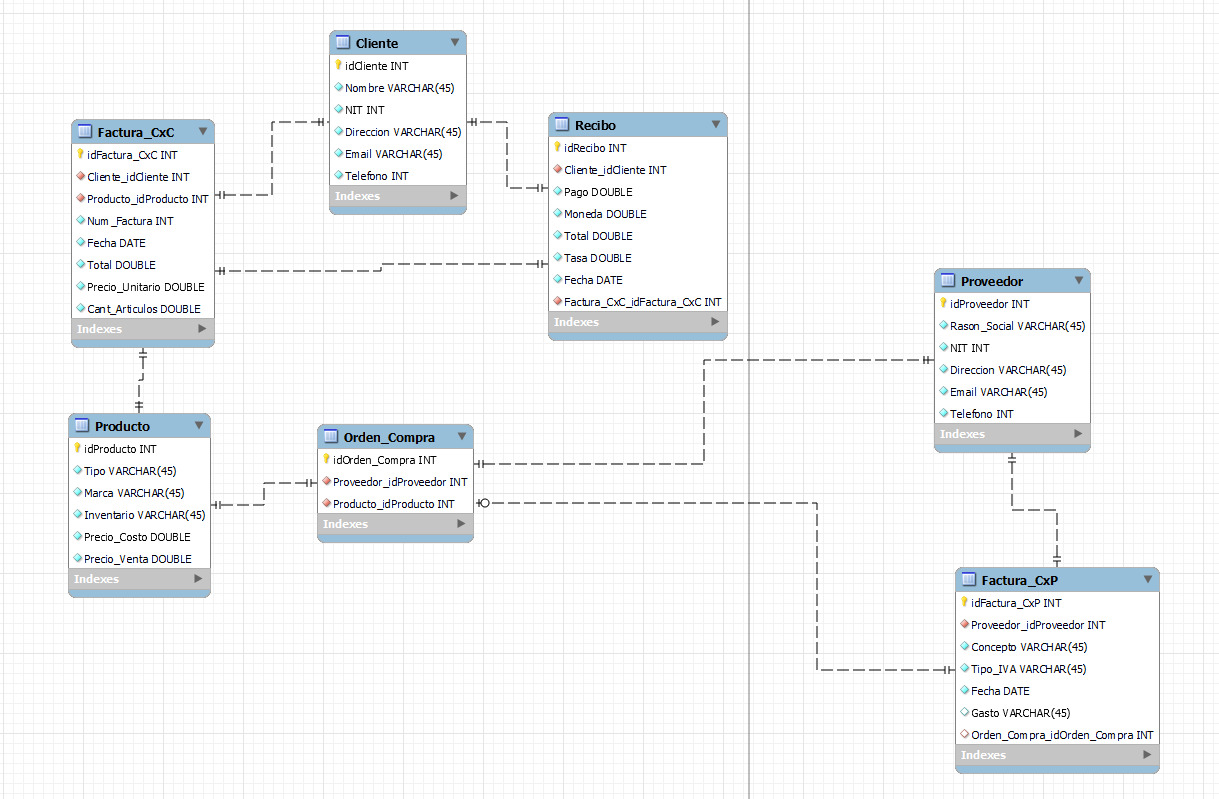 Cliente
idCliente INT
Nombre VARCHAR(45)
NIT INT
Direccion VARCHAR(45)
Email VARCHAR(45)
Telefono INT
Indexes
Factura_CxC
idFactura_CxC INT
Cliente_idCliente INT
Producto_idProducto INT
Num_Factura INT
Fecha DATE
Total DOUBLE
Precio_Unitario DOUBLE
Cant_Articulos DOUBLE
Indexes
Recibo
idRecibo INT
Cliente_idCliente INT
Pago DOUBLE
Moneda DOUBLE
Total DOUBLE
Tasa DOUBLE
Fecha DATE
Factura_CxC_idFactura_CxC INT
Indexes
Proveedor
idProveedor INT
Rason_Social VARCHAR(45)
NIT INT
Direccion VARCHAR(45)
Email VARCHAR(45)
Telefono INT
Indexes
Producto
idProducto INT
Tipo VARCHAR(45)
Marca VARCHAR(45)
Inventario VARCHAR(45)
Precio_Costo DOUBLE
Precio_Venta DOUBLE
Indexes
Orden_Compra
idOrden_Compra INT
Proveedor_idProveedor INT
Producto_idProducto INT
Indexes
Factura_CxP
idFactura_CxP INT
Proveedor_idProveedor INT
Concepto VARCHAR(45)
Tipo_IVA VARCHAR(45)
Fecha DATE
Gasto VARCHAR(45)
Orden_Compra_idOrden_Compra INT
Indexes